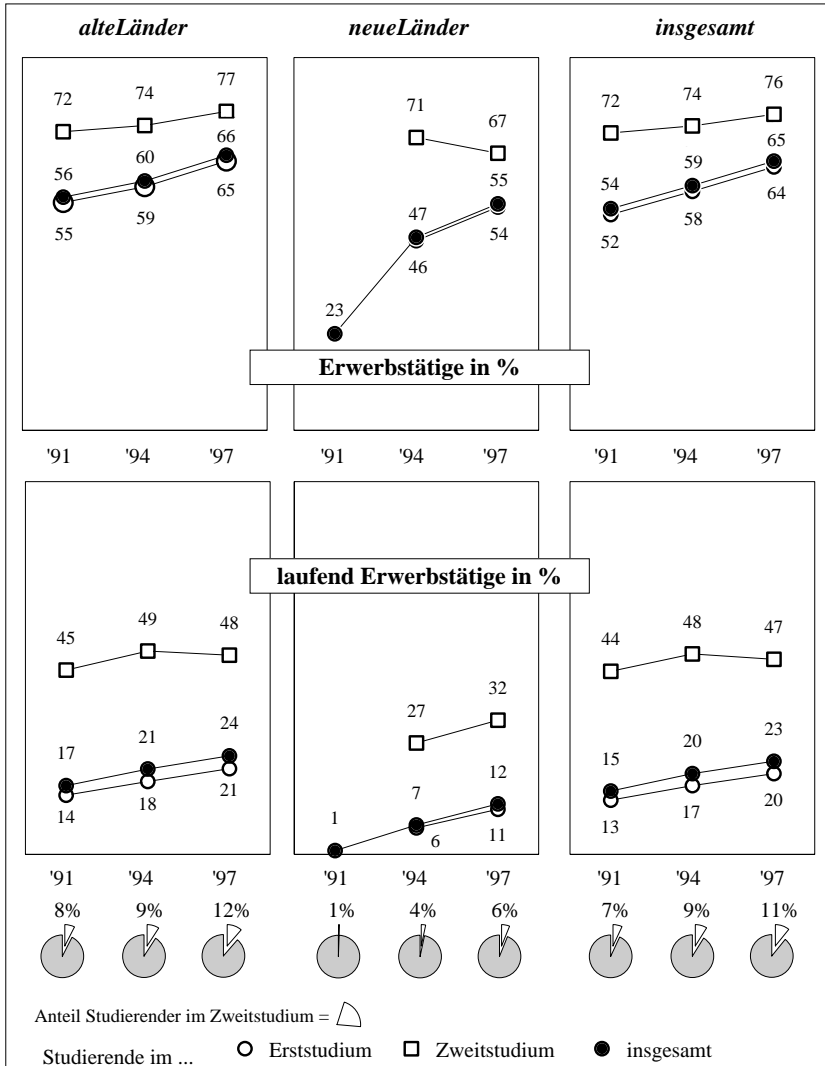 alteLänder neueLänder insgesamt
72 74 77 71 67 72 74 76
56 60 66 47 55 54 59 65
55 59 65 46 54 52 58 64
23
Erwerbstätige in %
'91 '94 '97 '91 '94 '97 '91 '94 '97
laufend Erwerbstätige in %
45 49 48 27 32 44 48 47
17 21 24 1 7 12 15 20 23
14 18 21 6 11 13 17 20
'91 '94 '97 '91 '94 '97 '91 '94 '97
8% 9% 12% 1% 4% 6% 7% 9% 11%
Anteil Studierender im Zweitstudium =
Studierende im ... Erststudium Zweitstudium insgesamt